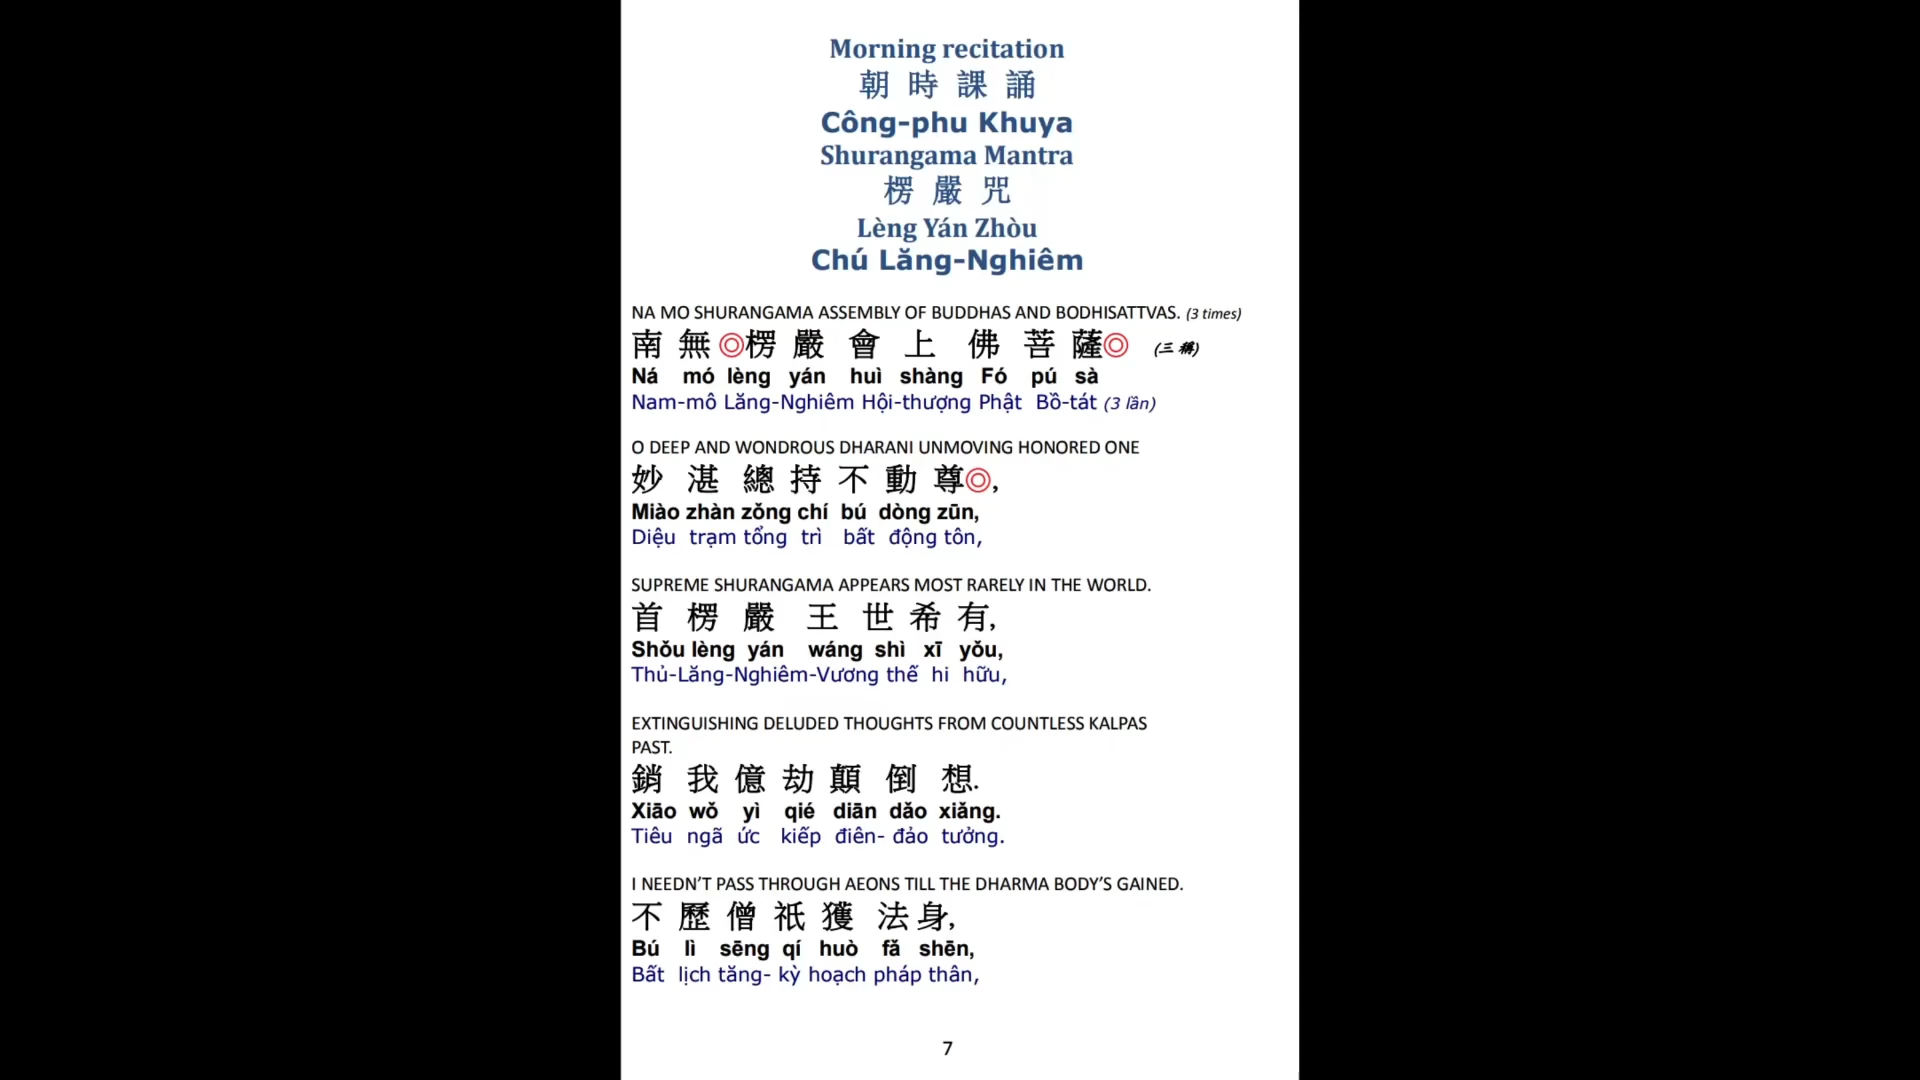 Morning recitation
朝 時 課 誦
Công-phu Khuya
Shurangama Mantra
楞 嚴 咒
Lèng Yán Zhòu
Chú Lăng-Nghiêm
NA MO SHURANGAMA ASSEMBLY OF BUDDHAS AND BODHISATTVAS. (3 times)
南 無 ◎楞 嚴 會 上 佛 菩 薩◎ (三 稱)
Ná mó lèng yán huì shàng Fó pú sà
Nam-mô Lăng-Nghiêm Hội-thượng Phật Bồ-tát (3 lần)
O DEEP AND WONDROUS DHARANI UNMOVING HONORED ONE
妙 湛 總 持 不 動 尊◎,
Miào zhàn zǒng chí bú dòng zūn,
Diệu trạm tổng trì bất động tôn,
SUPREME SHURANGAMA APPEARS MOST RARELY IN THE WORLD.
首 楞 嚴 王 世 希 有,
Shǒu lèng yán wáng shì xī yǒu,
Thủ-Lăng-Nghiêm-Vương thế hi hữu,
EXTINGUISHING DELUDED THOUGHTS FROM COUNTLESS KALPAS
PAST.
銷 我 億 劫 顛 倒 想.
Xiāo wǒ yì qié diān dǎo xiǎng.
Tiêu ngã ức kiếp điên- đảo tưởng.
I NEEDN’T PASS THROUGH AEONS TILL THE DHARMA BODY’S GAINED.
不 歷 僧 祇 獲 法 身,
Bú lì sēng qí huò fǎ shēn,
Bất lịch tăng- kỳ hoạch pháp thân,
7